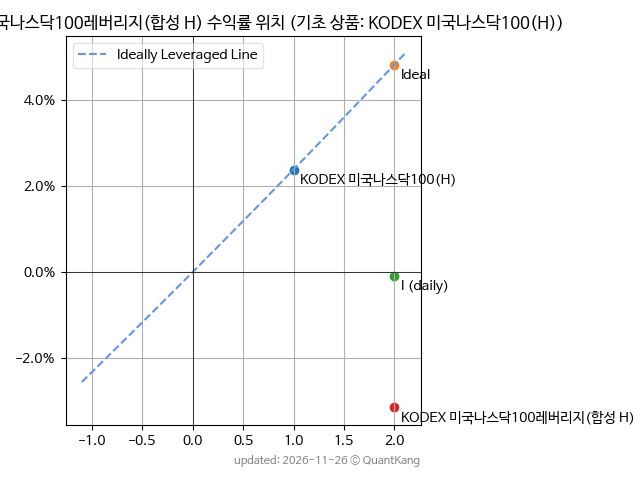 국나스닥100레버리지(합성 H) 수익률 위치 (기초 상품: KODEX 미국나스닥100(H))
Ideally Leveraged Line
Ideal
4.0%
KODEX 미국나스닥100(H)
2.0%
0.0%
I (daily)
−2.0%
KODEX 미국나스닥100레버리지(합성 H)
−1.0 −0.5 0.0 0.5 1.0 1.5 2.0
updated: 2026-11-26 © QuantKang